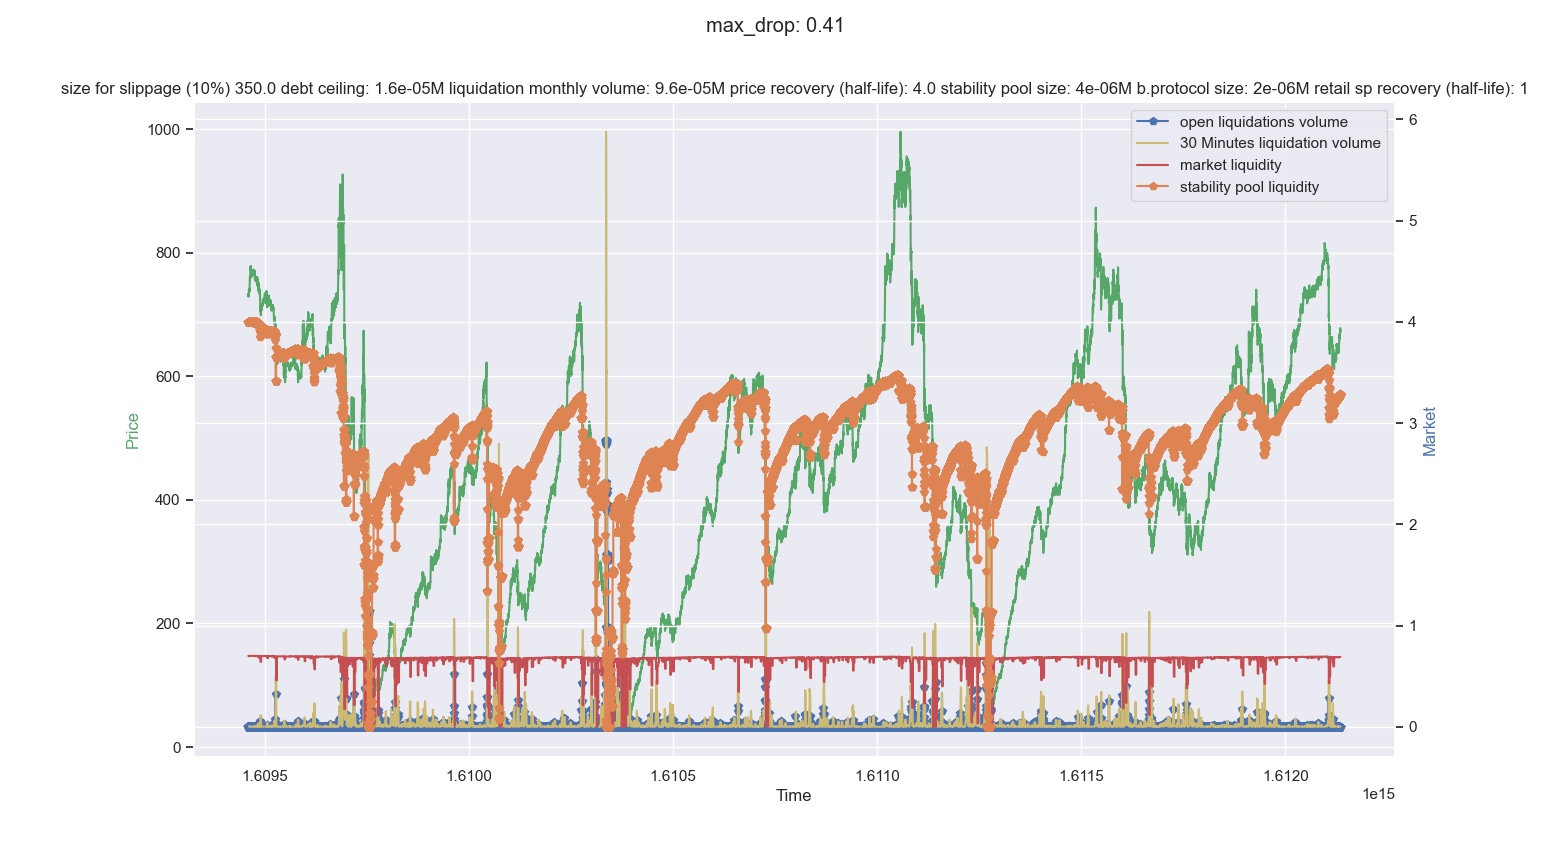 max_drop: 0.41
size for slippage (10%) 350.0 debt ceiling: 1.6e-05M liquidation monthly volume: 9.6e-05M price recovery (half-life): 4.0 stability pool size: 4e-06M b.protocol size: 2e-06M retail sp recovery (half-life): 1
open liquidations volume
30 Minutes liquidation volume
market liquidity
stability pool liquidity
1000
800
600
400
200
0
Price
6
5
4
3
2
1
0
Market
1.6095
1.6100
1.6105
1.6110
1.6115
1.6120
1e15
Time